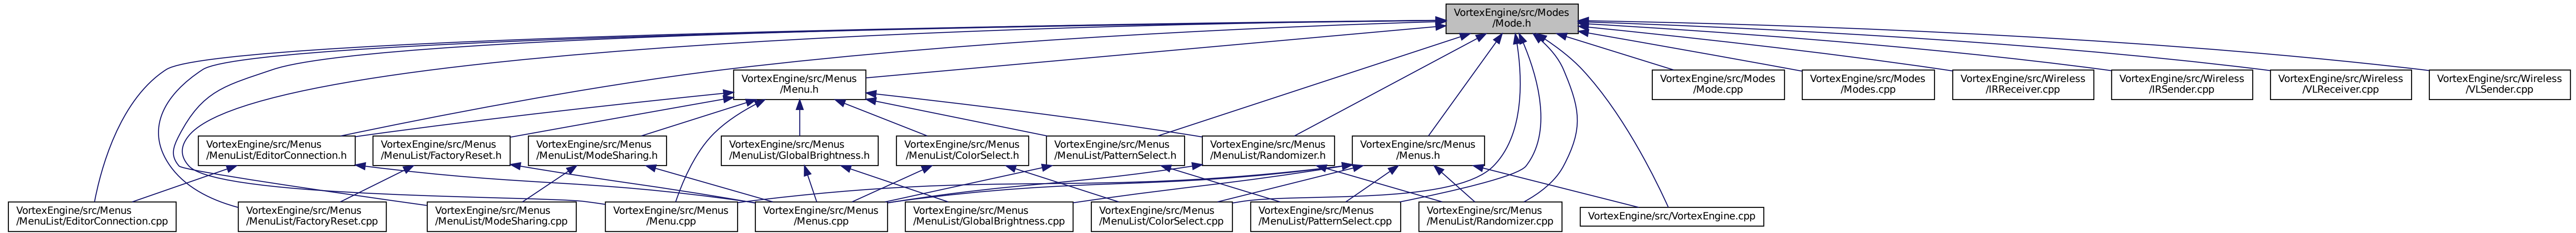 VortexEngine/src/Modes
/Mode.h
VortexEngine/src/Menus
/Menu.h
VortexEngine/src/Modes
/Mode.cpp
VortexEngine/src/Modes
/Modes.cpp
VortexEngine/src/Wireless
/IRReceiver.cpp
VortexEngine/src/Wireless
/IRSender.cpp
VortexEngine/src/Wireless
/VLReceiver.cpp
VortexEngine/src/Wireless
/VLSender.cpp
VortexEngine/src/Menus
/MenuList/EditorConnection.h
VortexEngine/src/Menus
/MenuList/FactoryReset.h
VortexEngine/src/Menus
/MenuList/ModeSharing.h
VortexEngine/src/Menus
/MenuList/GlobalBrightness.h
VortexEngine/src/Menus
/MenuList/ColorSelect.h
VortexEngine/src/Menus
/MenuList/PatternSelect.h
VortexEngine/src/Menus
/MenuList/Randomizer.h
VortexEngine/src/Menus
/Menus.h
VortexEngine/src/Menus
/MenuList/EditorConnection.cpp
VortexEngine/src/Menus
/MenuList/FactoryReset.cpp
VortexEngine/src/Menus
/MenuList/ModeSharing.cpp
VortexEngine/src/Menus
/Menu.cpp
VortexEngine/src/Menus
/Menus.cpp
VortexEngine/src/Menus
/MenuList/GlobalBrightness.cpp
VortexEngine/src/Menus
/MenuList/ColorSelect.cpp
VortexEngine/src/Menus
/MenuList/PatternSelect.cpp
VortexEngine/src/Menus
/MenuList/Randomizer.cpp
VortexEngine/src/VortexEngine.cpp